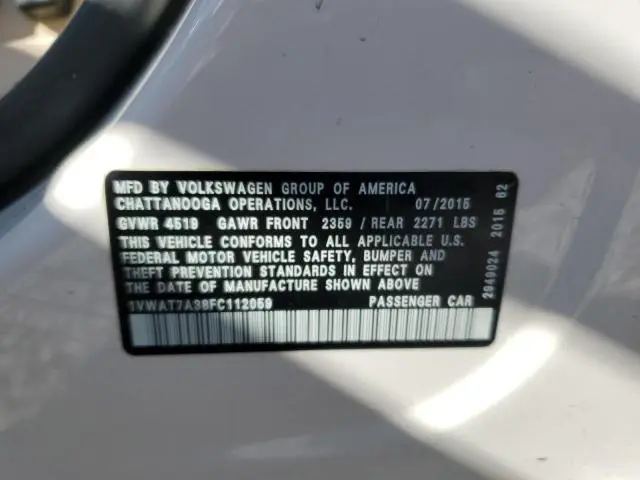 MFD BY VOLKSWAGEN GROUP OF AMERICA
CHATTANOOGA OPERATIONS, LLC. 07/2015
GVWR 4519 GAWR FRONT 2359 / REAR 2271 LBS
THIS VEHICLE CONFORMS TO ALL APPLICABLE U.S.
FEDERAL MOTOR VEHICLE SAFETY, BUMPER AND
THEFT PREVENTION STANDARDS IN EFFECT ON
THE DATE OF MANUFACTURE SHOWN ABOVE
1VWAT7A38FC112059 PASSENGER CAR
2949024 2015 62